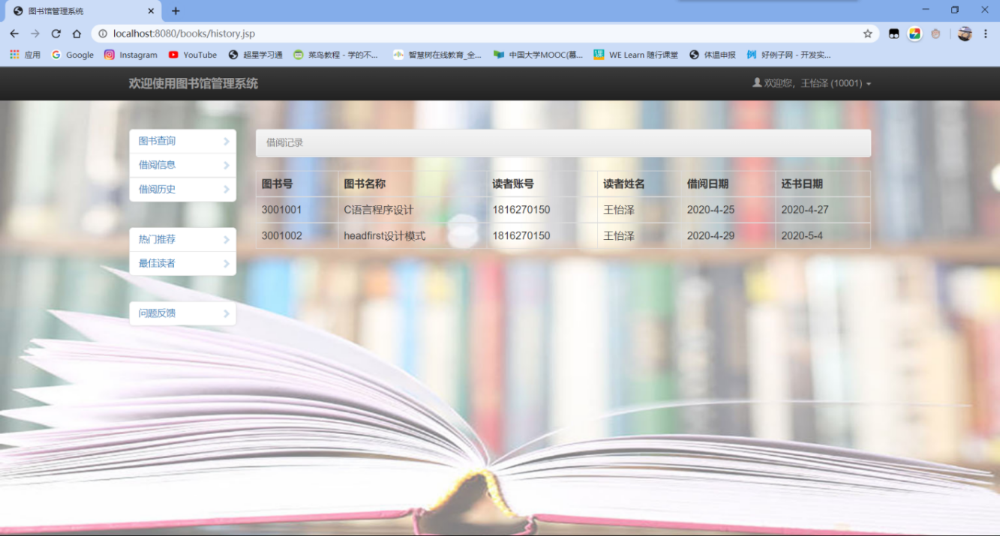 图书馆管理系统
localhost:8080/books/history.jsp
应用 Google Instagram YouTube 超星学习通 菜鸟教程 - 学的不... 智慧树在线教育_全... 中国大学MOOC(慕... WE Learn 随行课堂 体温申报 好例子网 - 开发实...
欢迎使用图书馆管理系统 欢迎您，王怡泽 (10001)
图书查询
借阅信息
借阅历史
热门推荐
最佳读者
问题反馈
借阅记录
图书号 图书名称 读者账号 读者姓名 借阅日期 还书日期
3001001 C语言程序设计 1816270150 王怡泽 2020-4-25 2020-4-27
3001002 headfirst设计模式 1816270150 王怡泽 2020-4-29 2020-5-4